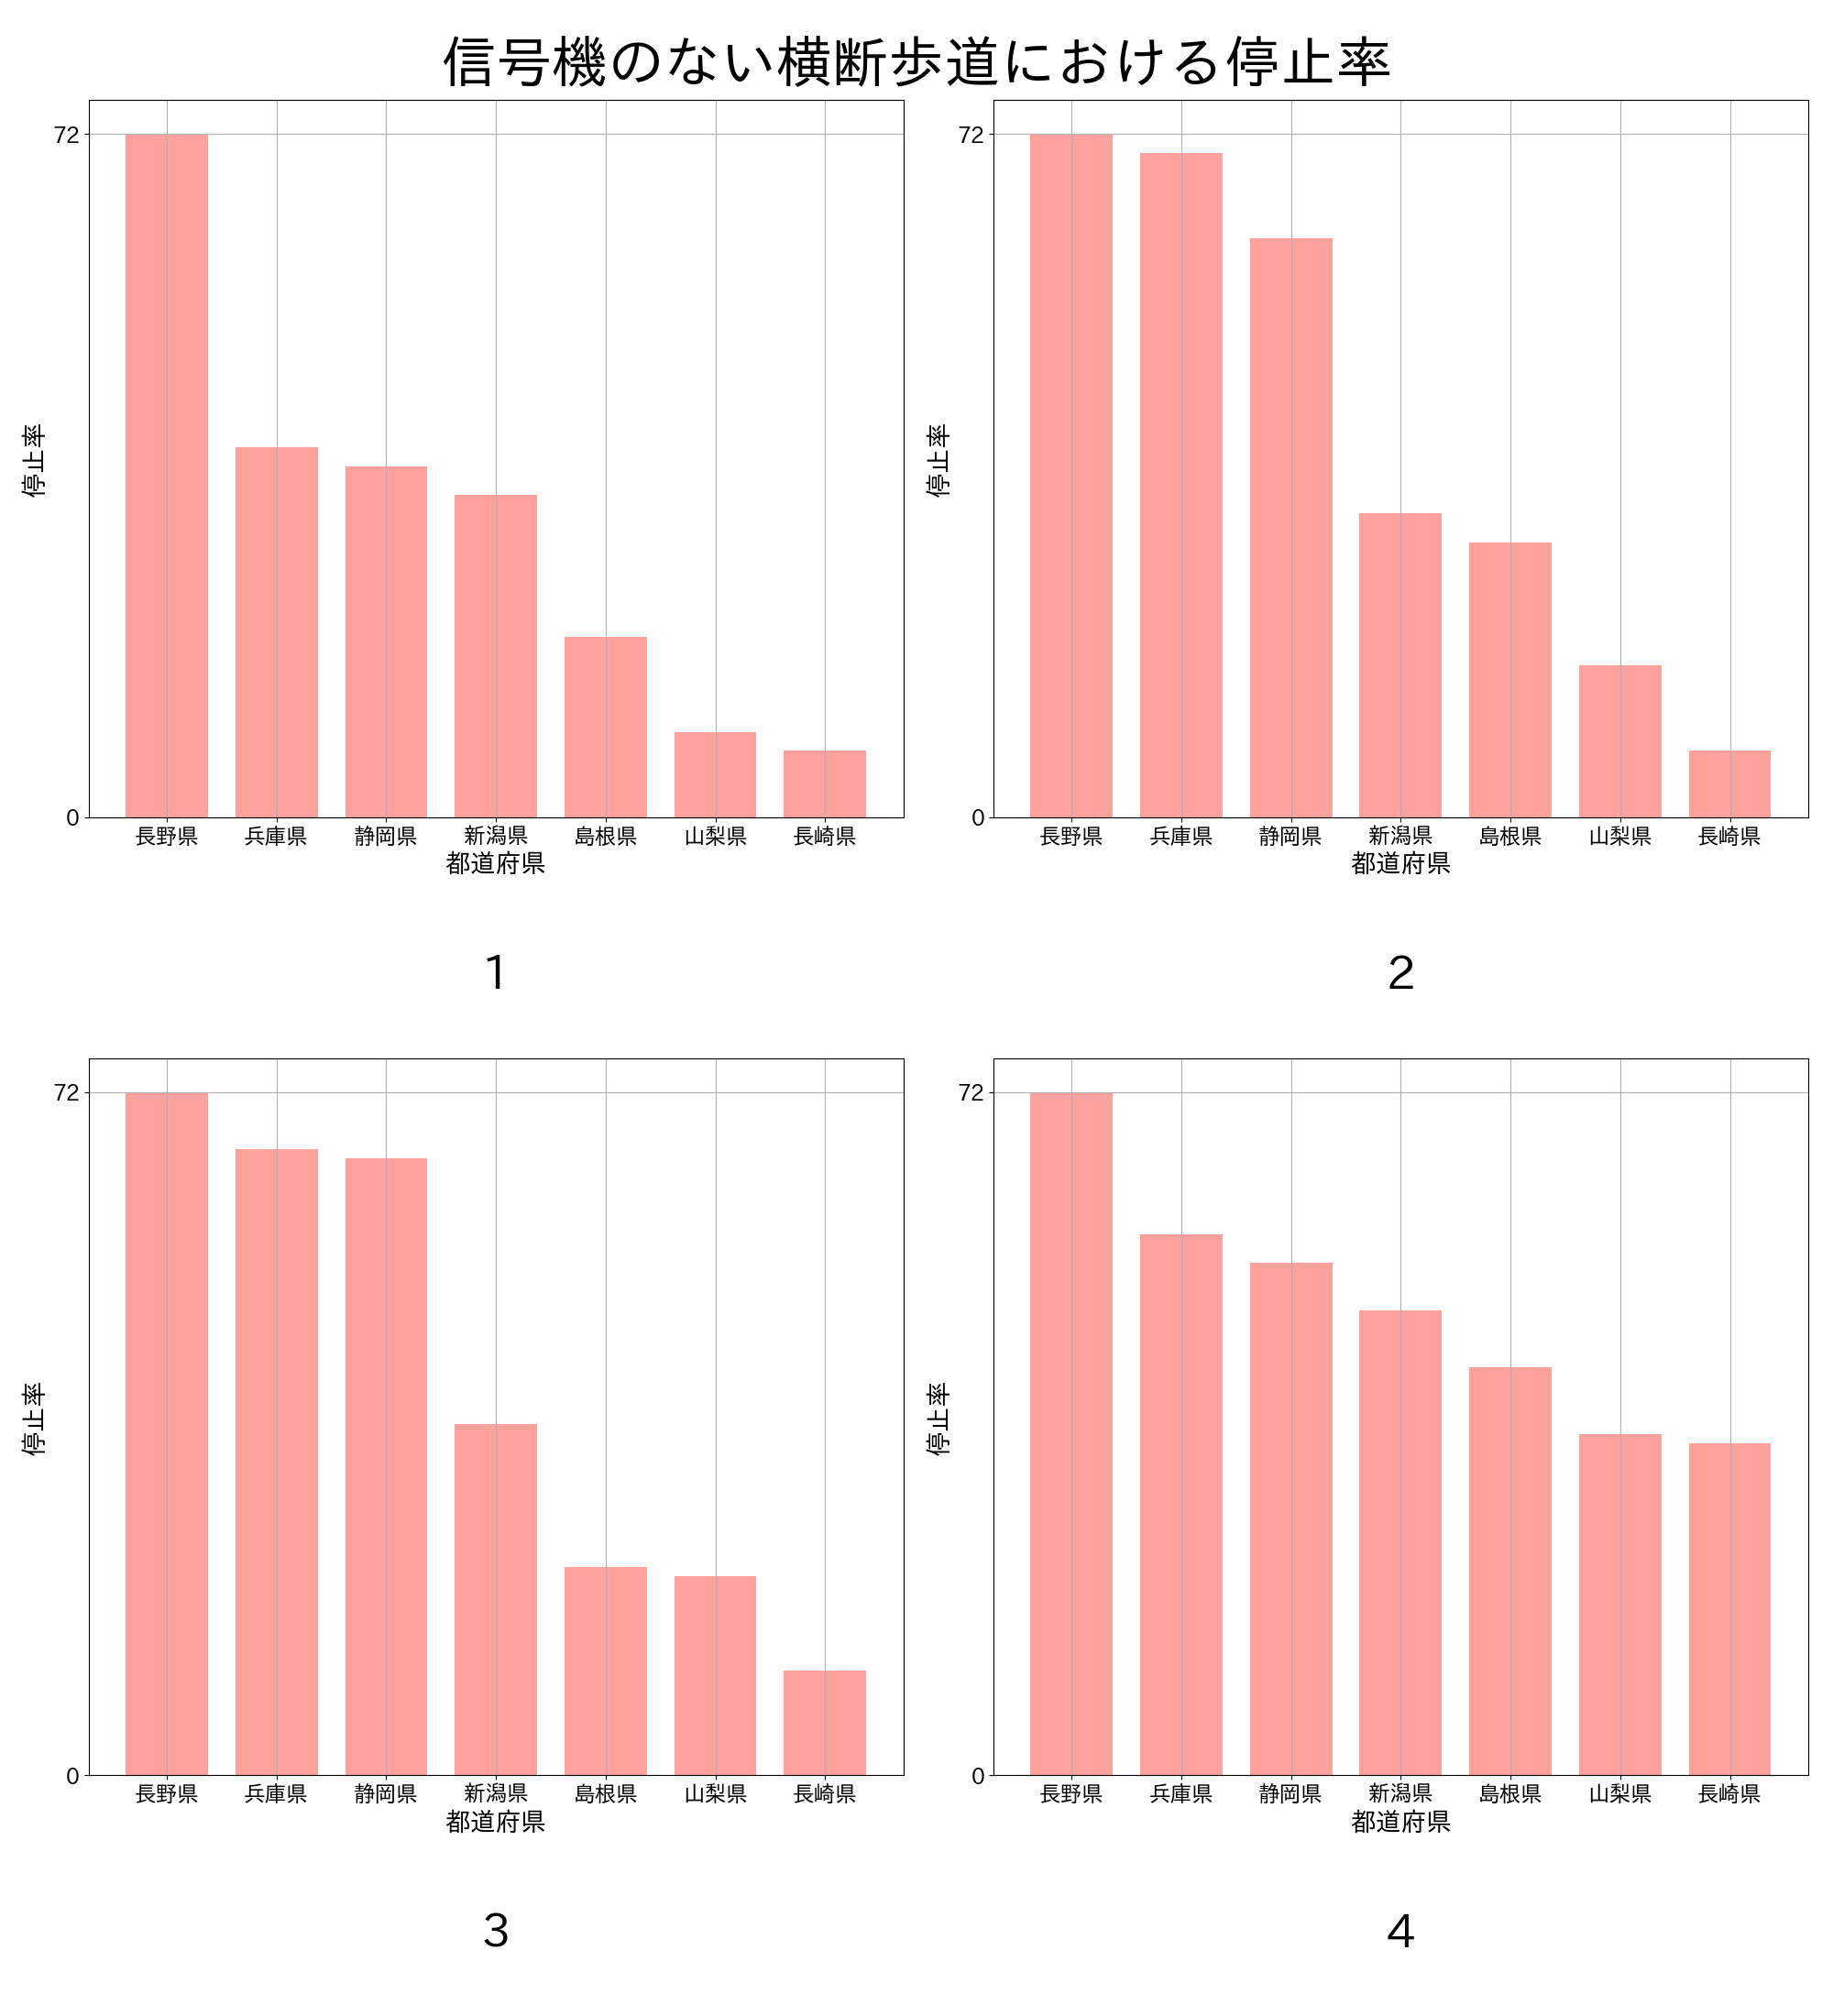 信号機のない横断歩道における停止率
72
0
停止率
長野県 兵庫県 静岡県 新潟県 島根県 山梨県 長崎県
都道府県
1
72
0
停止率
長野県 兵庫県 静岡県 新潟県 島根県 山梨県 長崎県
都道府県
2
72
0
停止率
長野県 兵庫県 静岡県 新潟県 島根県 山梨県 長崎県
都道府県
3
72
0
停止率
長野県 兵庫県 静岡県 新潟県 島根県 山梨県 長崎県
都道府県
4